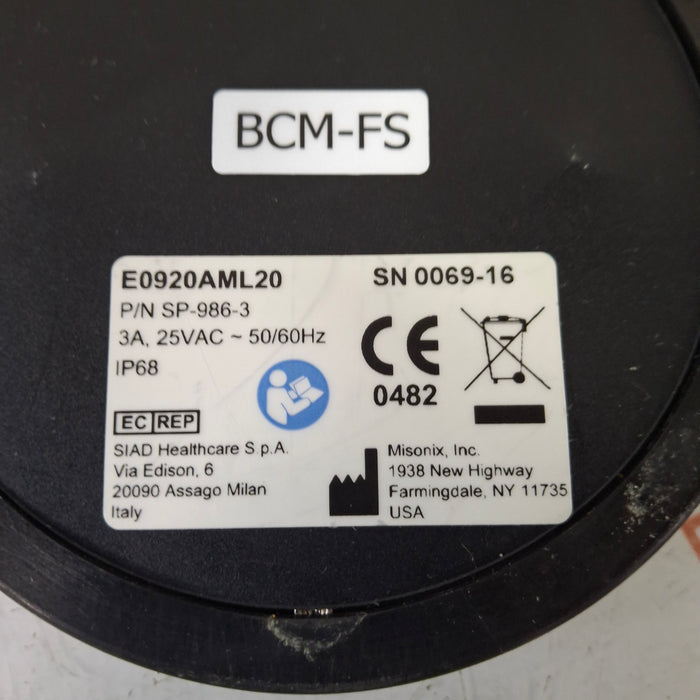 BCM-FS
E0920AML20
SN 0069-16
P/N SP-986-3
3A, 25VAC ~ 50/60Hz
IP68
CE
0482
EC REP
SIAD Healthcare S p.A.
Via Edison, 6
20090 Assago Milan
Italy
Misonix, Inc.
1938 New Highway
Farmingdale, NY 11735
USA